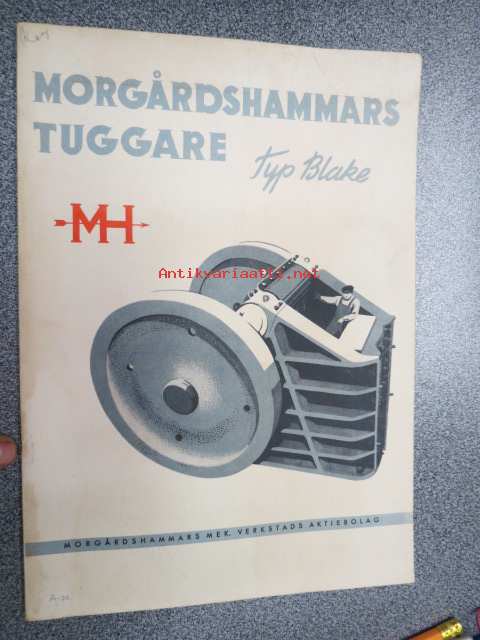 MORGÅRDSHAMMARS
TUGGARE
Typ Blake
MH
Antikvariaatti.net
MORGÅRDSHAMMARS MEK. VERKSTADS AKTIEBOLAG